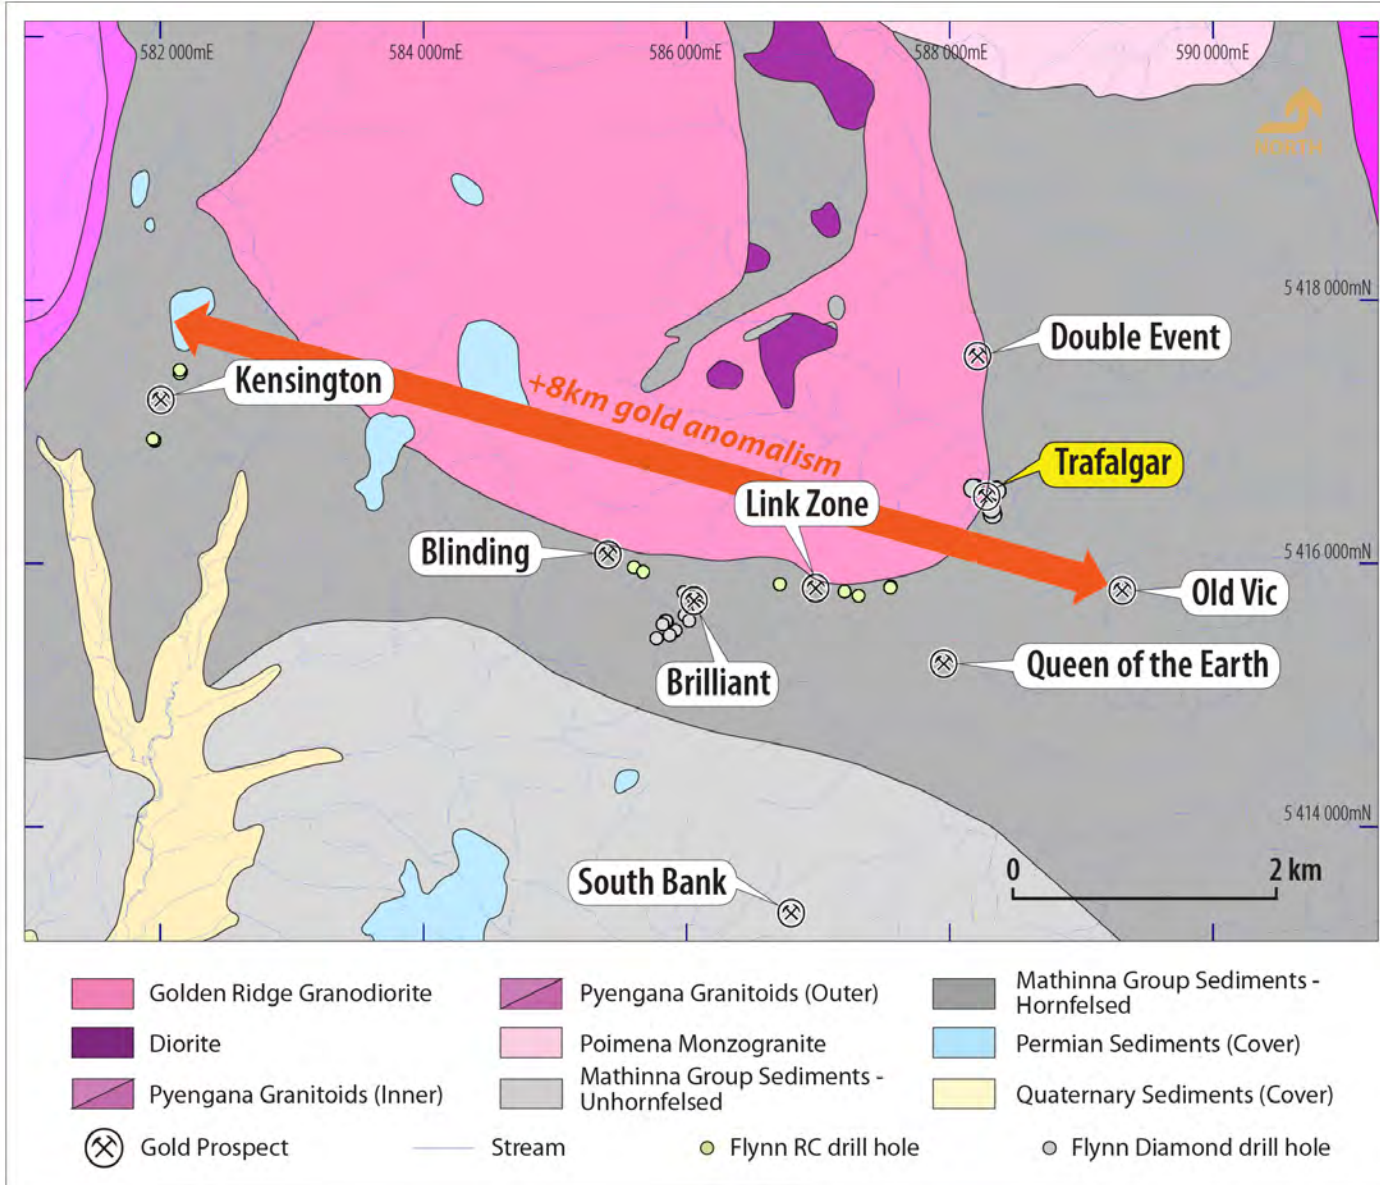 582 000mE
584 000mE
586 000mE
588 000mE
590 000mE
NORTH
5 418 000mN
Double Event
Kensington
+8km gold anomalism
Trafalgar
Link Zone
Blinding
5 416 000mN
Old Vic
Queen of the Earth
Brilliant
5 414 000mN
South Bank
0
2 km
Golden Ridge Granodiorite
Pyengana Granitoids (Outer)
Mathinna Group Sediments -
Hornfelsed
Diorite
Poimena Monzogranite
Permian Sediments (Cover)
Pyengana Granitoids (Inner)
Mathinna Group Sediments -
Unhornfelsed
Quaternary Sediments (Cover)
Gold Prospect
Stream
Flynn RC drill hole
Flynn Diamond drill hole